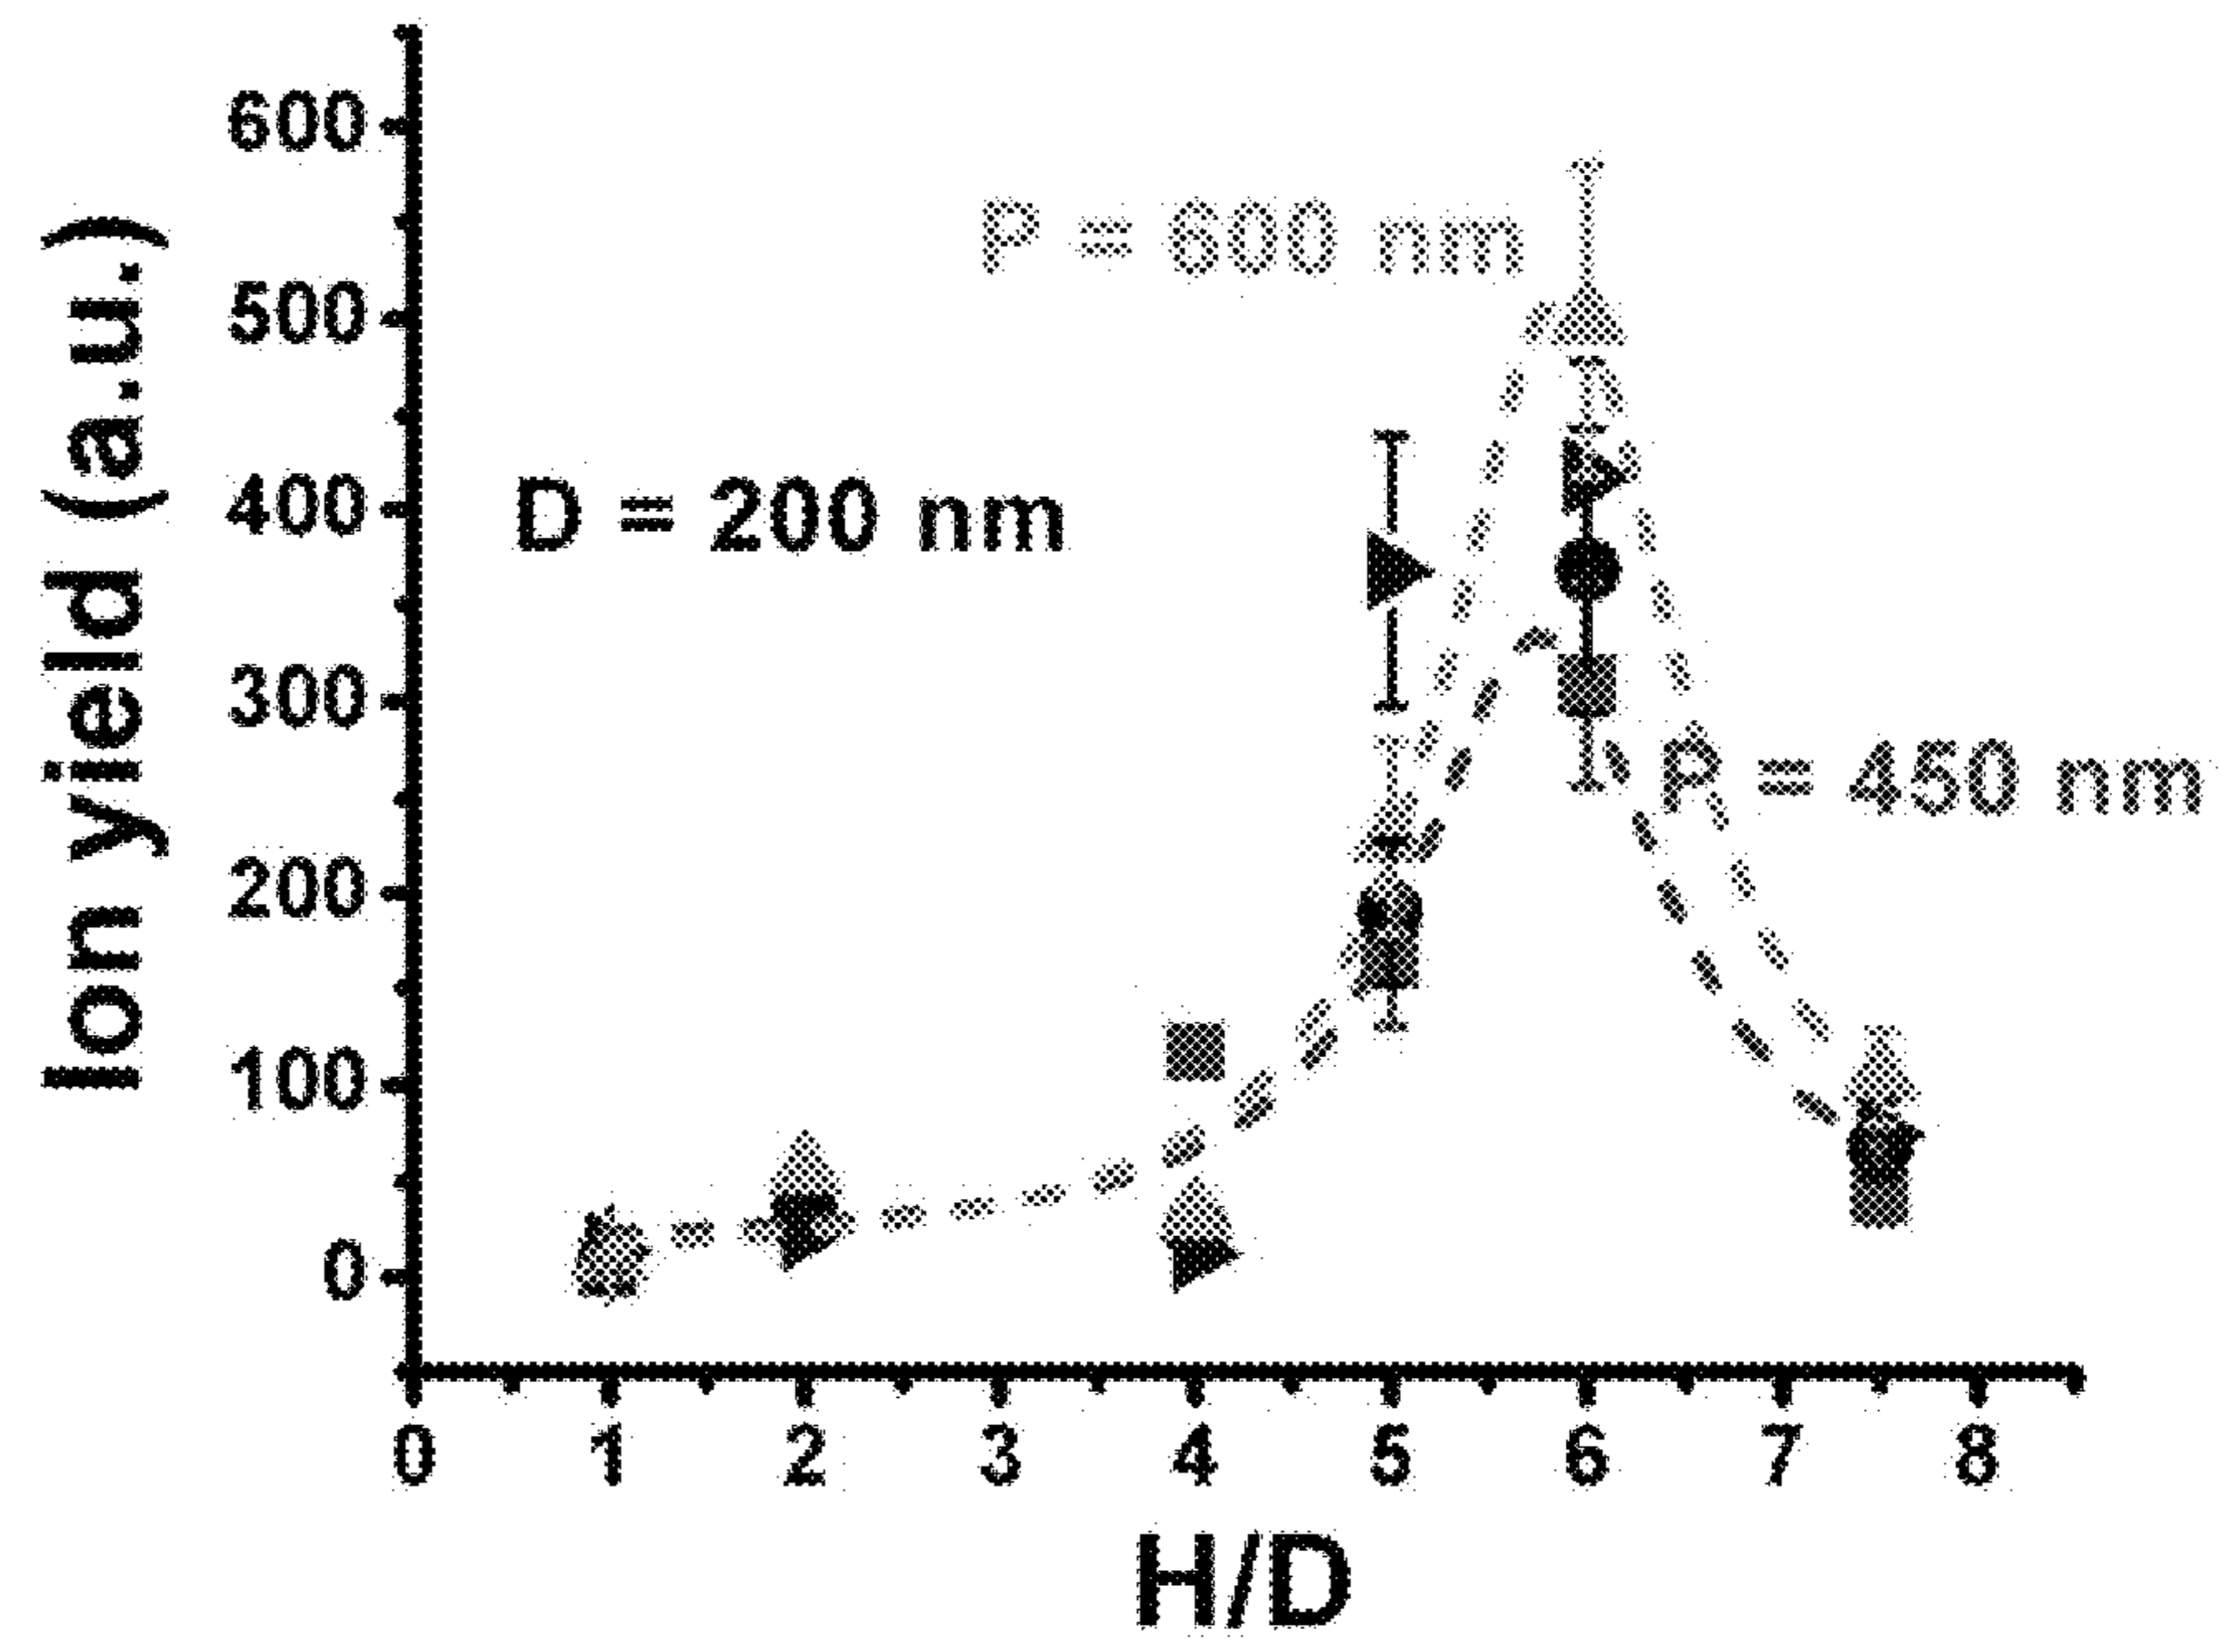 Ion yield (a.u.)
600
500
400
300
200
100
0
P = 600 nm
D = 200 nm
P = 450 nm
0 1 2 3 4 5 6 7 8
H/D